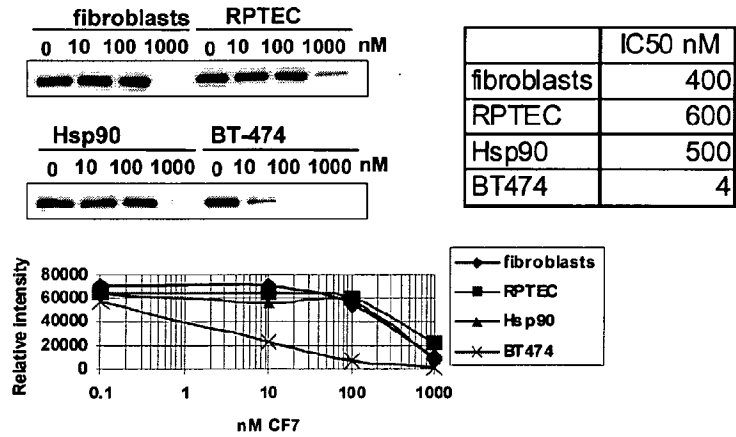 fibroblasts RPTEC
0 10 100 1000 0 10 100 1000 nM
Hsp90 BT-474
0 10 100 1000 0 10 100 1000 nM
IC50 nM
fibroblasts 400
RPTEC 600
Hsp90 500
BT474 4
Relative intensity
80000
60000
40000
20000
0
0.1 1 10 100 1000
nM CF7
fibroblasts
RPTEC
Hsp90
BT474